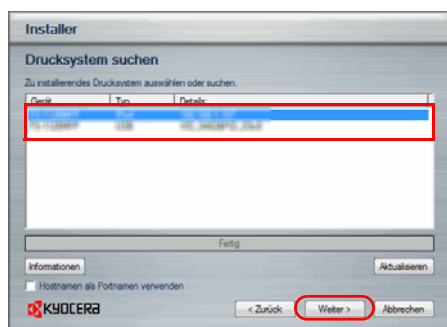 Installer
Drucksystem suchen
Zu installierendes Drucksystem auswählen oder suchen.
Gerät Typ Details:
Fertig
Informationen Aktualisieren
Hostnamen als Portnamen verwenden
KYOCERA < Zurück Weiter > Abbrechen